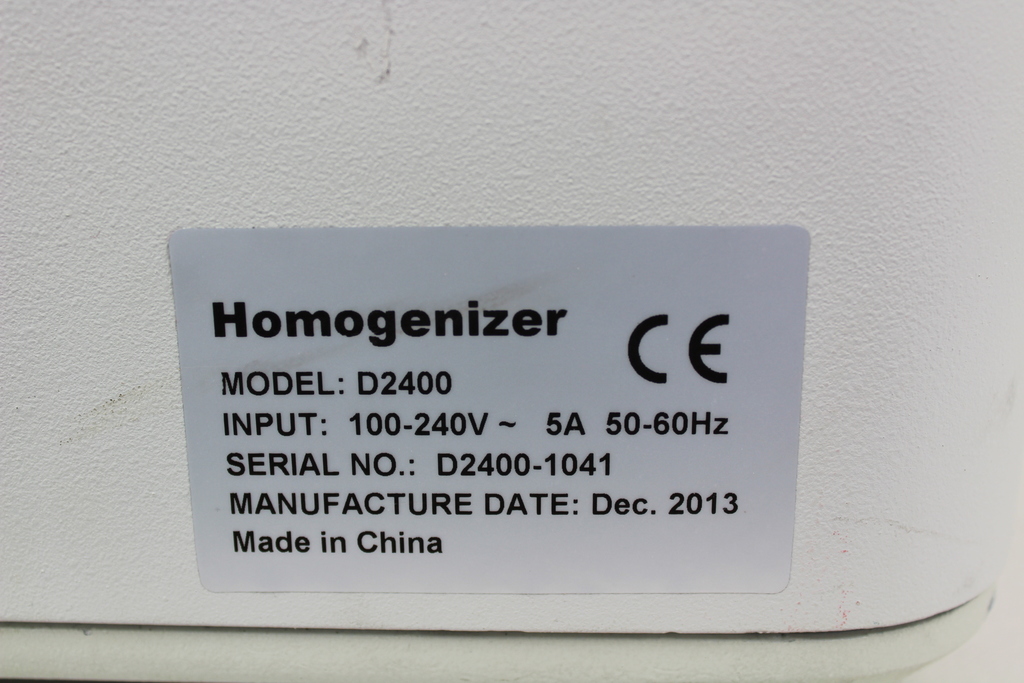 Homogenizer
CE
MODEL: D2400
INPUT: 100-240V ~ 5A 50-60Hz
SERIAL NO.: D2400-1041
MANUFACTURE DATE: Dec. 2013
Made in China